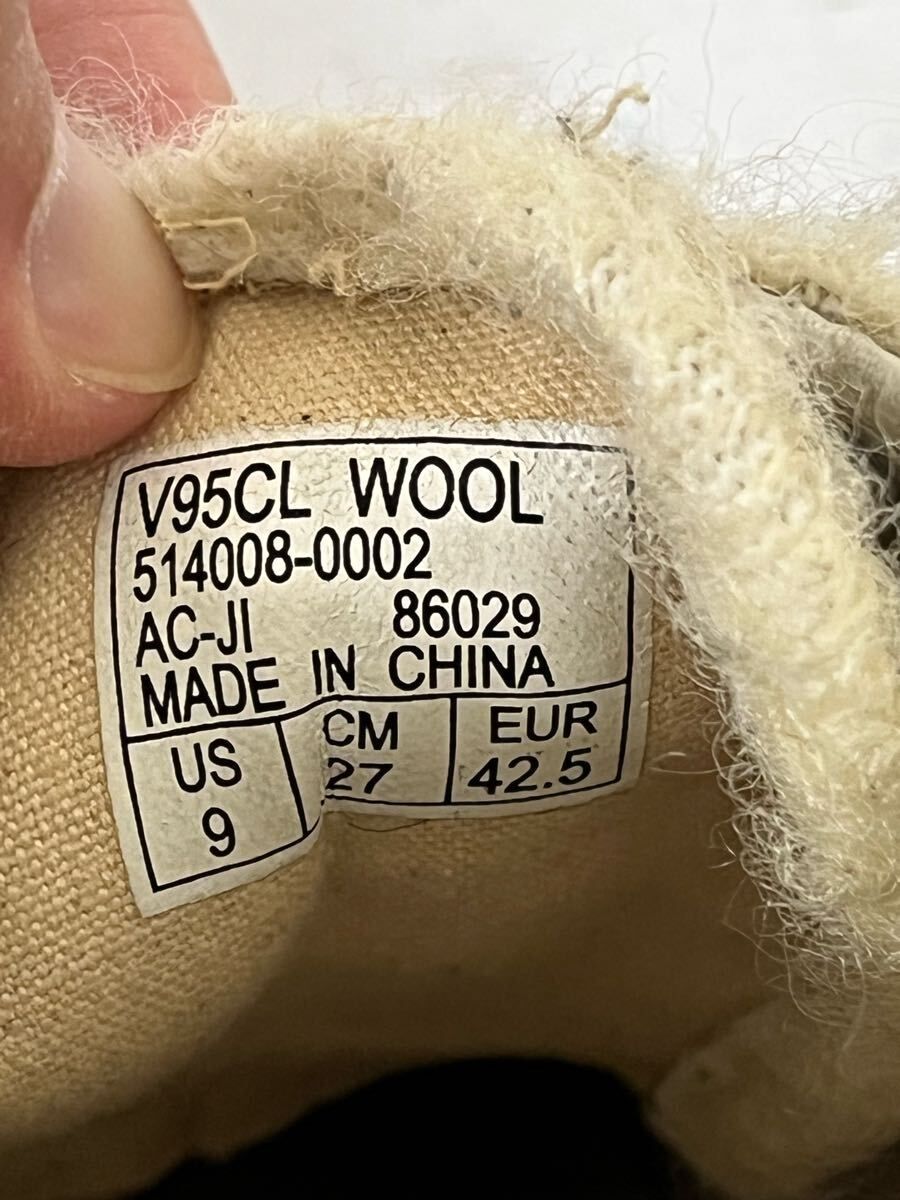 V95CL WOOL
514008-0002
AC-JI 86029
MADE IN CHINA
US CM EUR
9 27 42.5